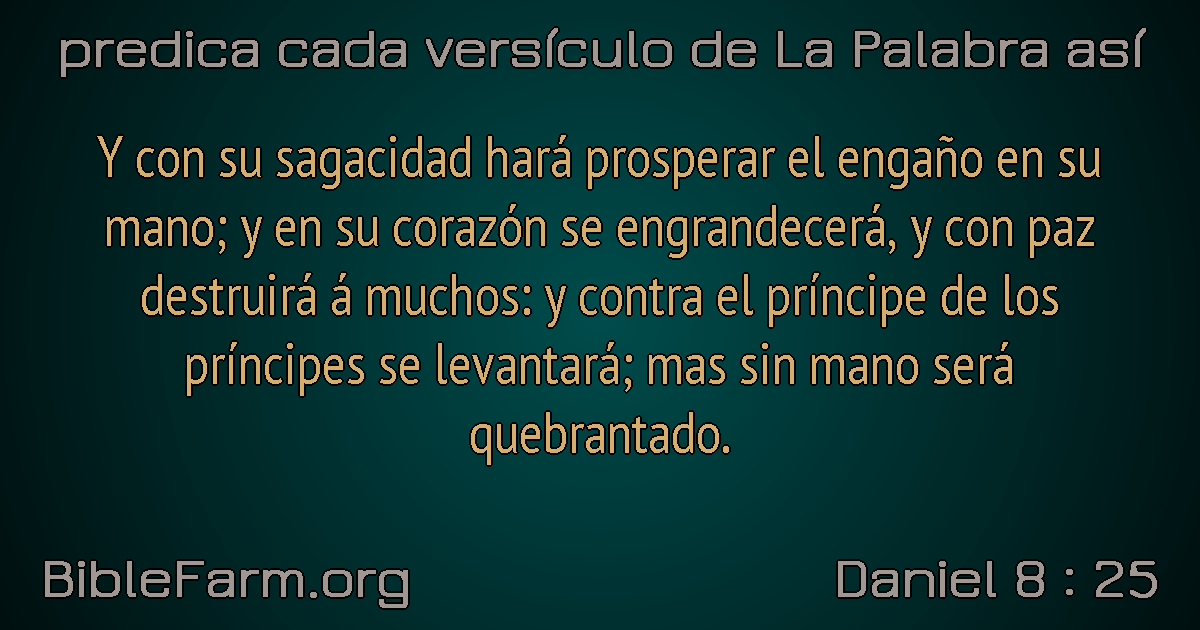 predica cada versículo de La Palabra así
Y con su sagacidad hará prosperar el engaño en su
mano; y en su corazón se engrandecerá, y con paz
destruirá á muchos: y contra el príncipe de los
príncipes se levantará; mas sin mano será
quebrantado.
BibleFarm.org
Daniel 8 : 25